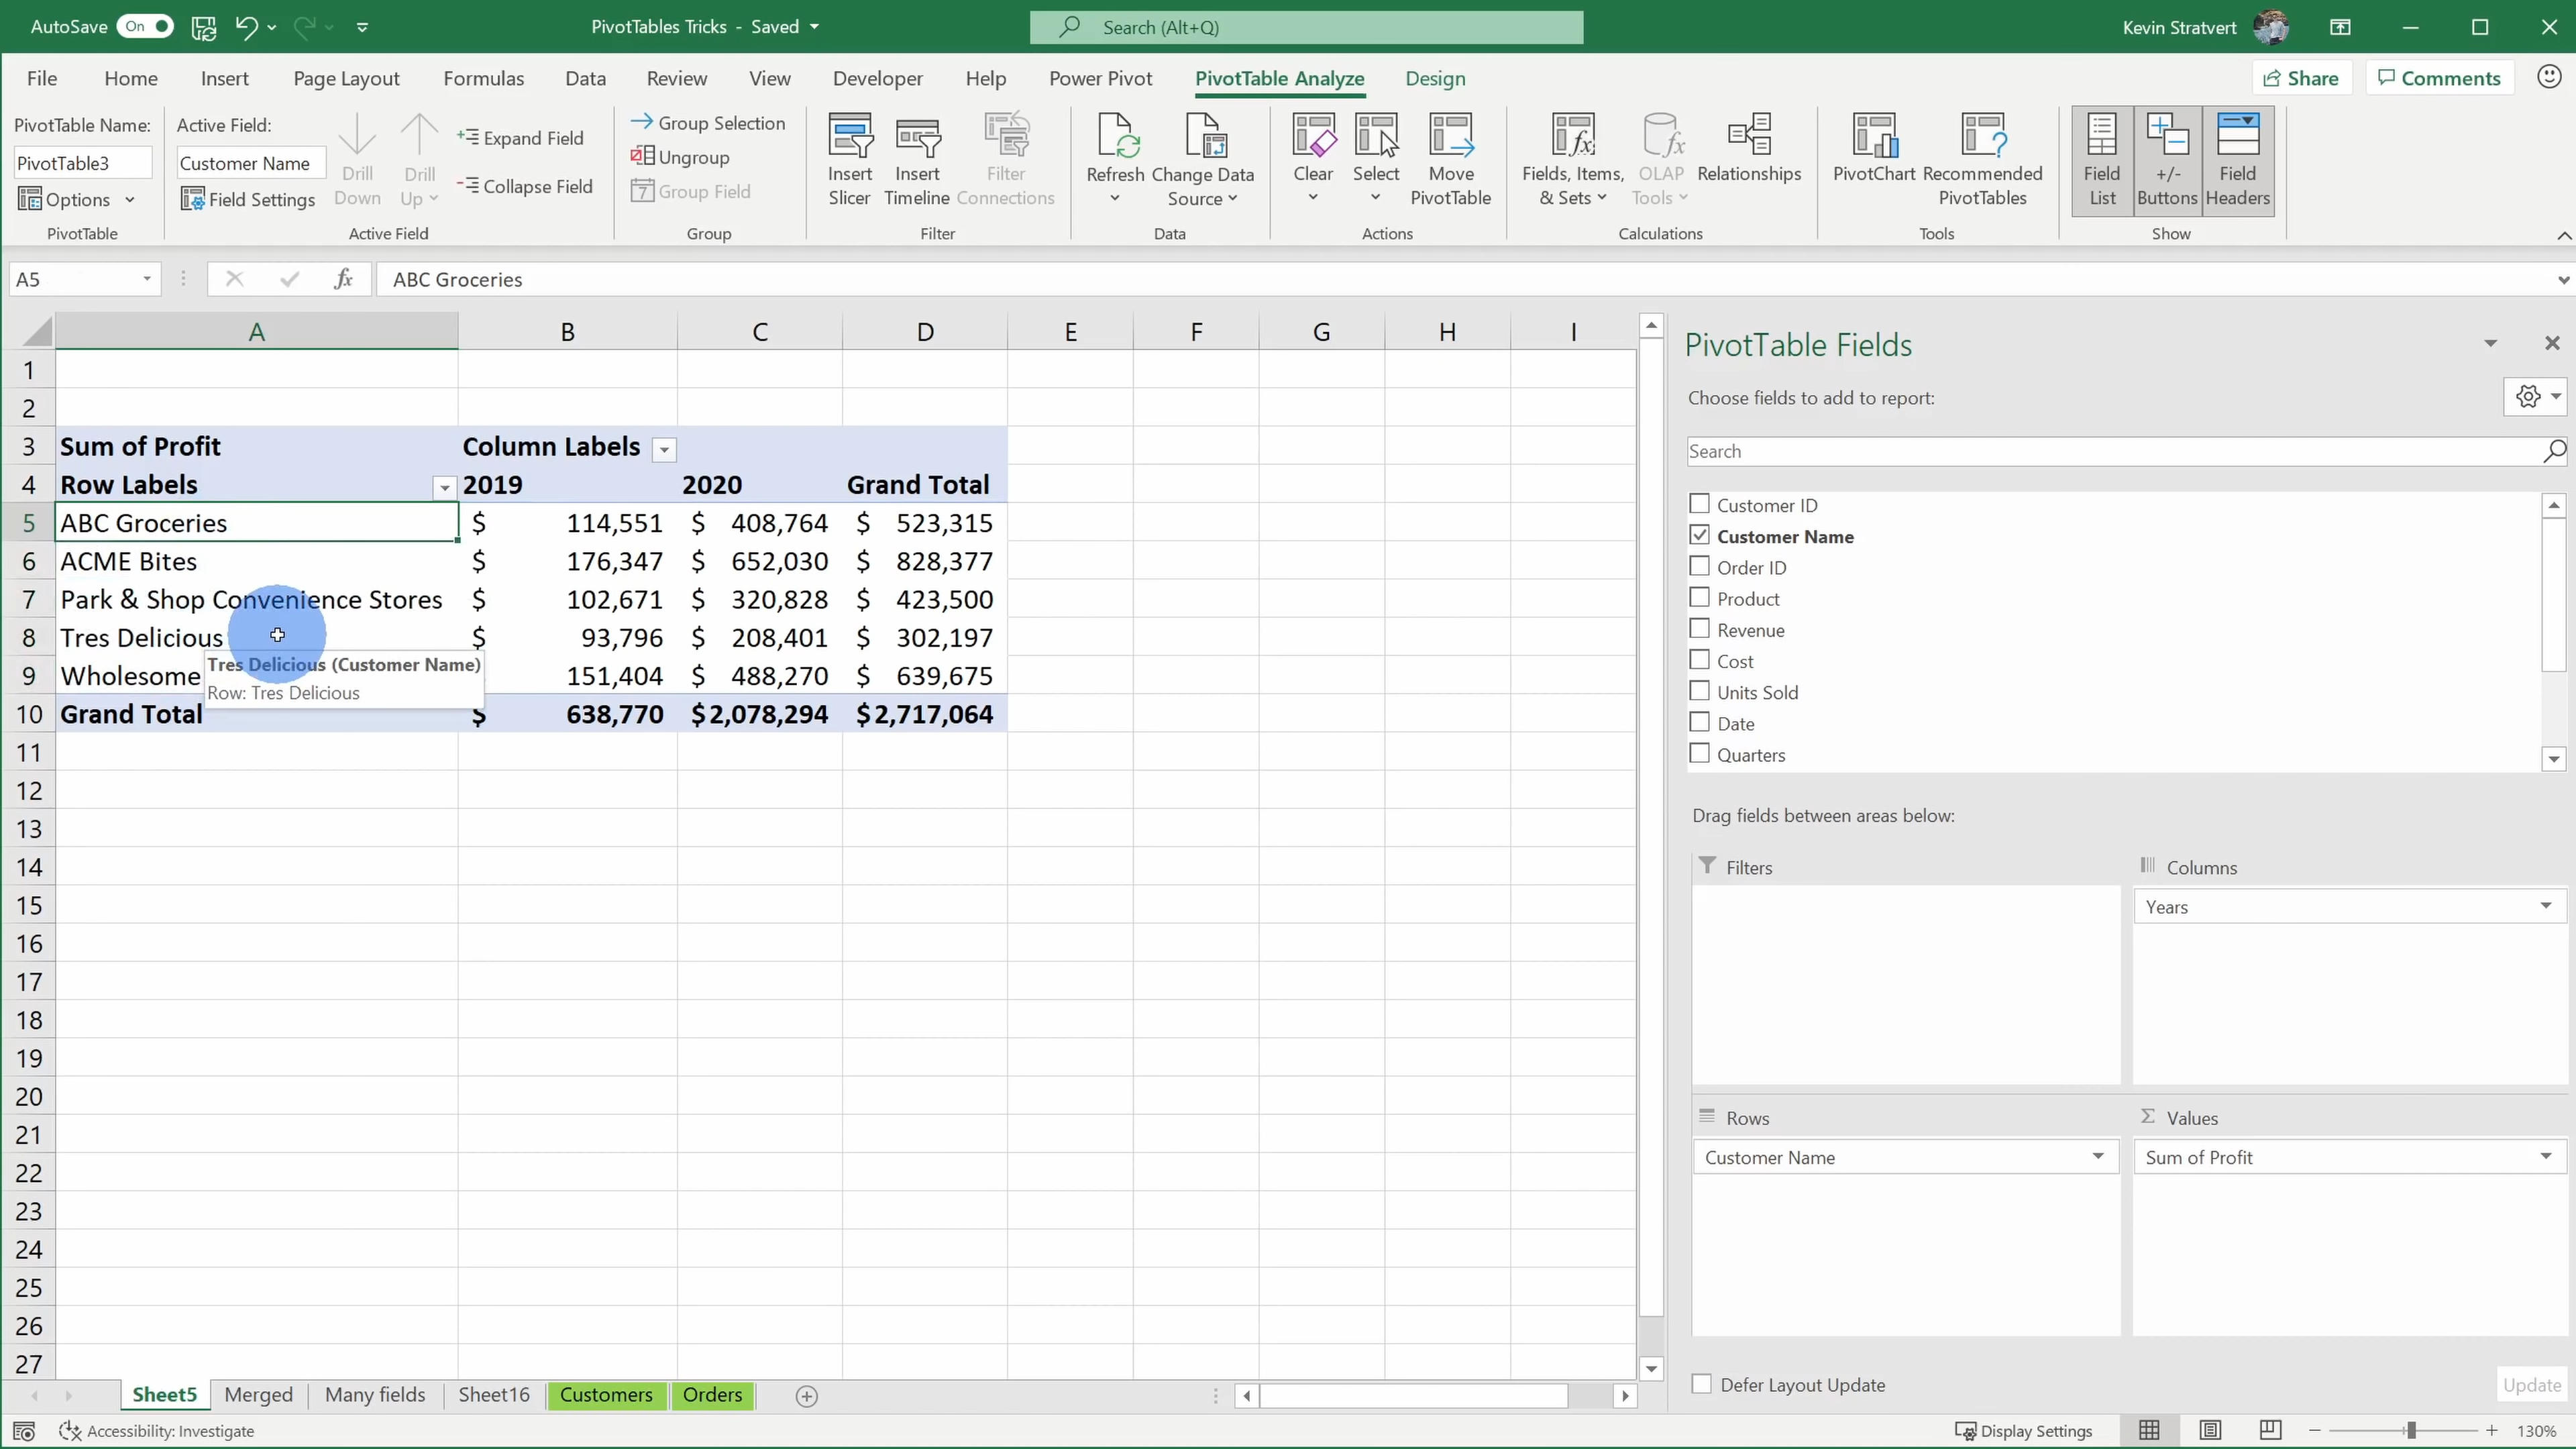 AutoSave On PivotTables Tricks - Saved Search (Alt+Q) Kevin Stratvert
File Home Insert Page Layout Formulas Data Review View Developer Help Power Pivot PivotTable Analyze Design Share Comments
PivotTable Name:
PivotTable3
Options
PivotTable
Active Field:
Customer Name
Field Settings
Drill Down
Drill Up
Expand Field
Collapse Field
Active Field
Group Selection
Ungroup
7 Group Field
Group
Insert Slicer
Insert Timeline
Filter Connections
Filter
Refresh
Change Data Source
Data
Clear
Select
Move PivotTable
Actions
Fields, Items, & Sets
OLAP Tools
Relationships
Calculations
PivotChart
Recommended PivotTables
Tools
Field List
+/- Buttons
Field Headers
Show
A5 fx ABC Groceries
A B C D E F G H I
1
2
3 Sum of Profit Column Labels
4 Row Labels 2019 2020 Grand Total
5 ABC Groceries $ 114,551 $ 408,764 $ 523,315
6 ACME Bites $ 176,347 $ 652,030 $ 828,377
7 Park & Shop Convenience Stores $ 102,671 $ 320,828 $ 423,500
8 Tres Delicious $ 93,796 $ 208,401 $ 302,197
Tres Delicious (Customer Name)
Row: Tres Delicious
9 Wholesome 151,404 $ 488,270 $ 639,675
10 Grand Total $ 638,770 $ 2,078,294 $ 2,717,064
11
12
13
14
15
16
17
18
19
20
21
22
23
24
25
26
27
PivotTable Fields
Choose fields to add to report:
Search
Customer ID
Customer Name
Order ID
Product
Revenue
Cost
Units Sold
Date
Quarters
Drag fields between areas below:
Filters
Columns
Years
Rows
Customer Name
Σ Values
Sum of Profit
Defer Layout Update Update
Sheet5 Merged Many fields Sheet16 Customers Orders
Accessibility: Investigate Display Settings 130%